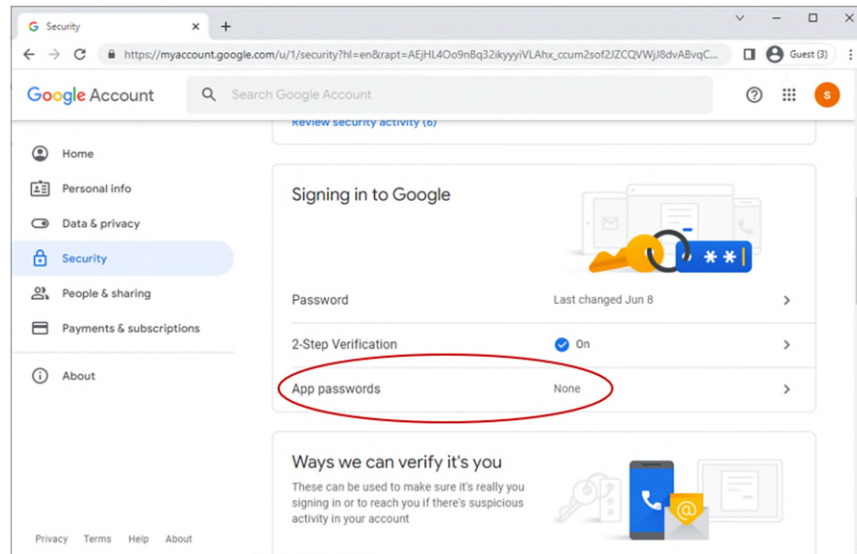 Security
https://myaccount.google.com/u/1/security?hl=en&rapt=AEjHL4Oo9nBq32ikyyyiVLAhx_ccum2sof2JZCQVWjJ8dvABvqC...
Guest (3)
Google Account
Search Google Account
S
Review security activity (6)
Home
Personal info
Data & privacy
Security
People & sharing
Payments & subscriptions
About
Signing in to Google
**
Password Last changed Jun 8
2-Step Verification On
App passwords None
Ways we can verify it's you
These can be used to make sure it's really you
signing in or to reach you if there's suspicious
activity in your account
@
Privacy Terms Help About